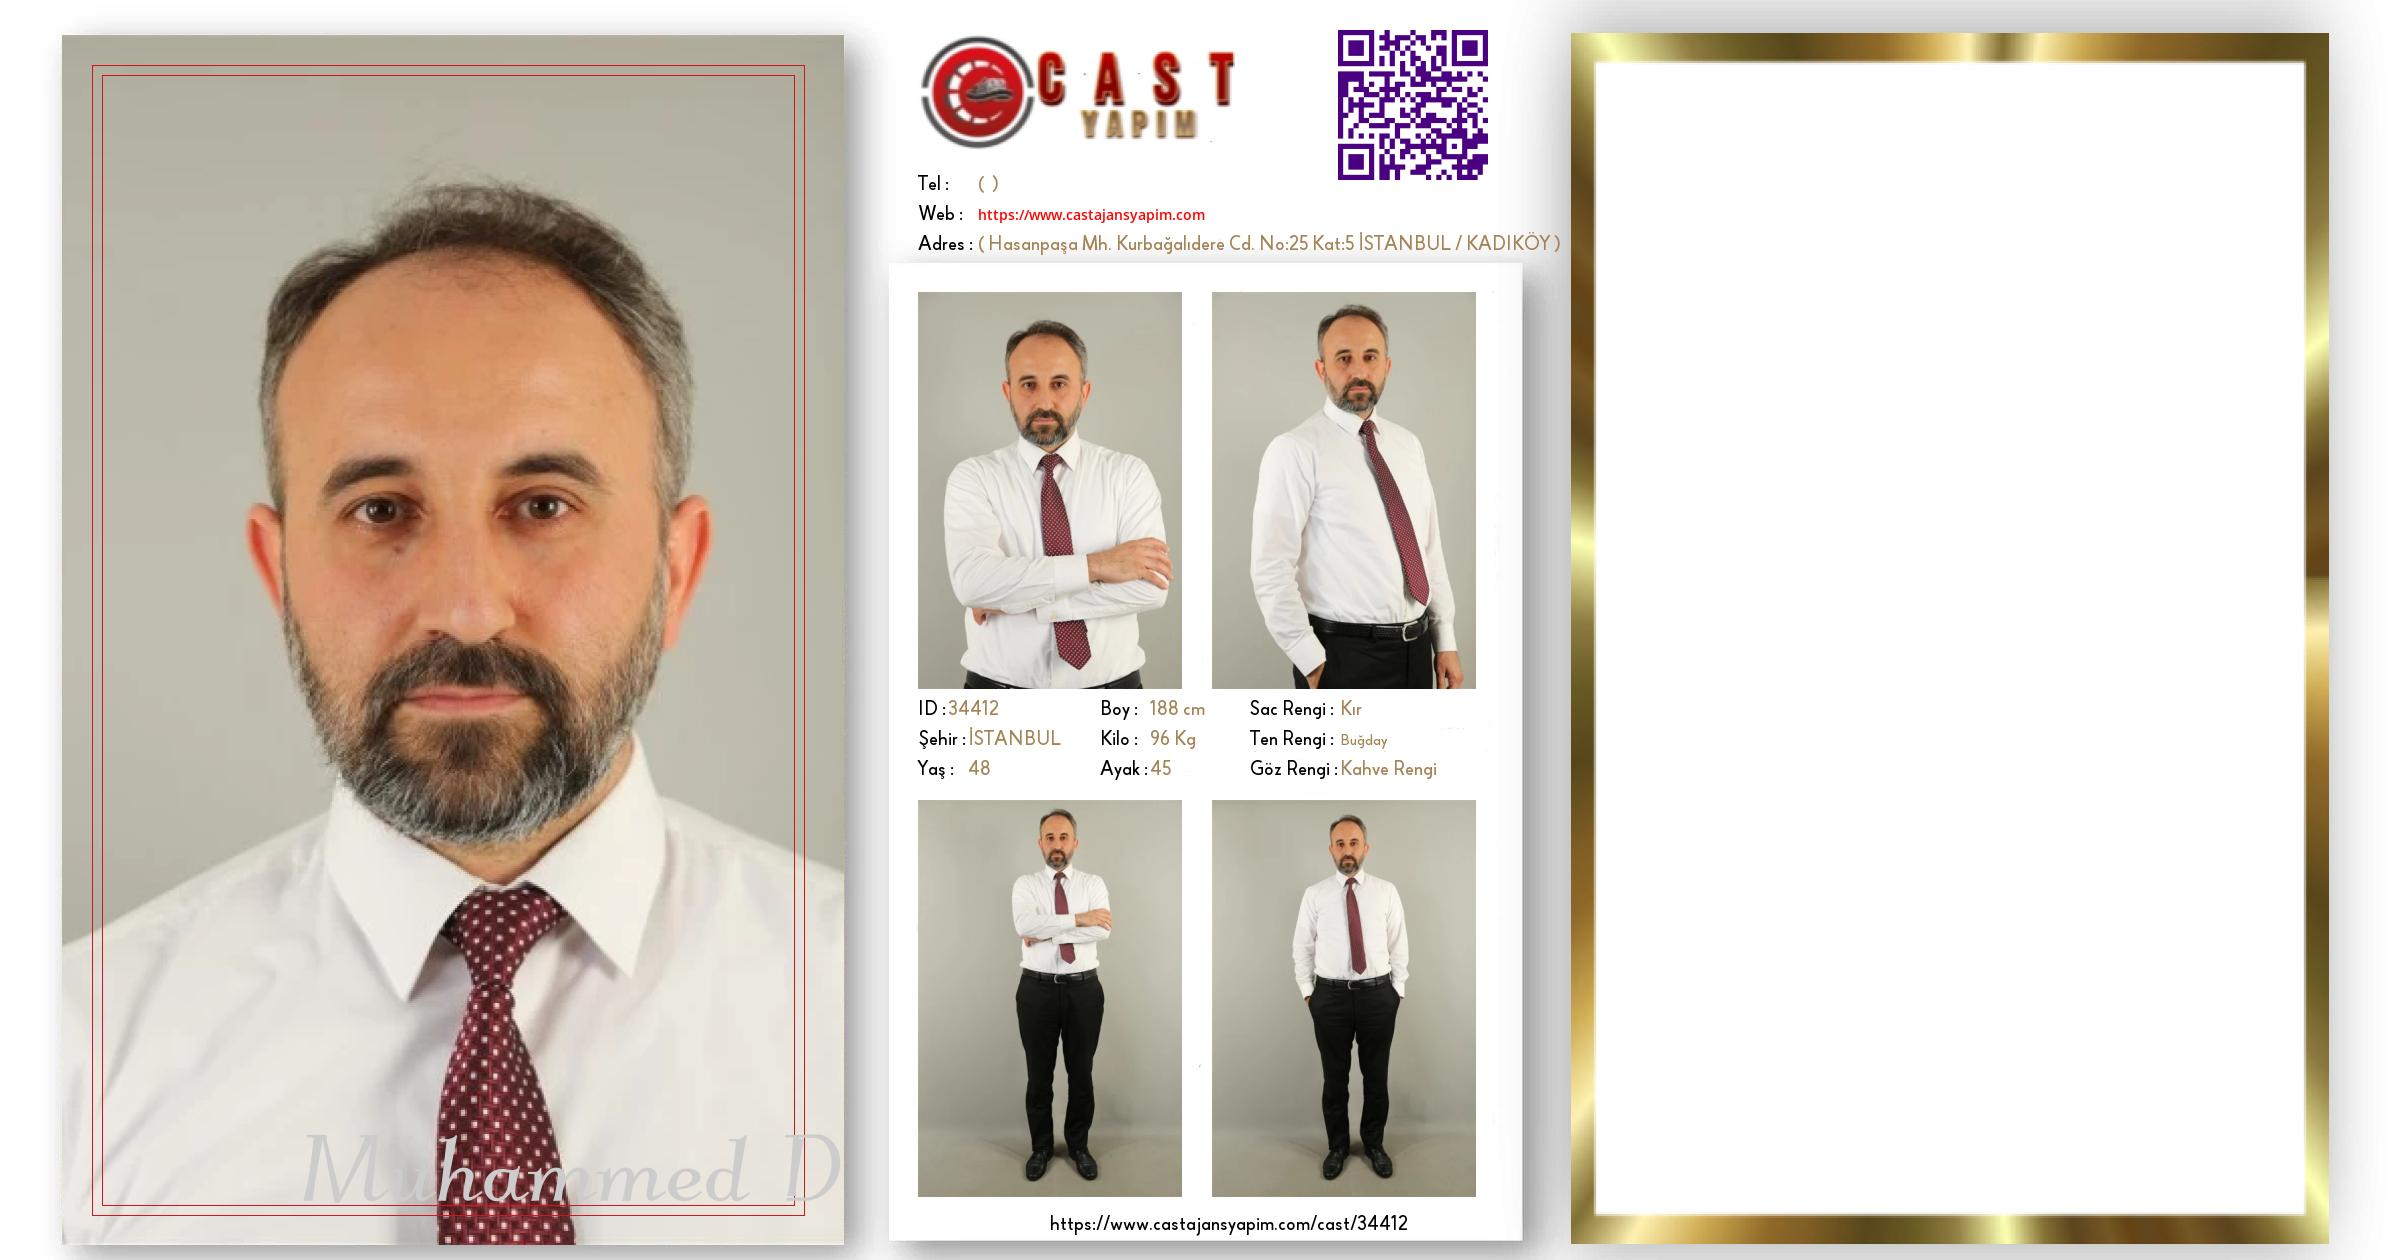 Muhammed D
CAST
YAPIM
Tel : ( )
Web : https://www.castajansyapim.com
Adres : ( Hasanpaşa Mh. Kurbağalıdere Cd. No:25 Kat:5 İSTANBUL / KADIKÖY )
ID : 34412 Boy : 188 cm Sac Rengi : Kır
Şehir : İSTANBUL Kilo : 96 Kg Ten Rengi : Buğday
Yaş : 48 Ayak : 45 Göz Rengi : Kahve Rengi
https://www.castajansyapim.com/cast/34412